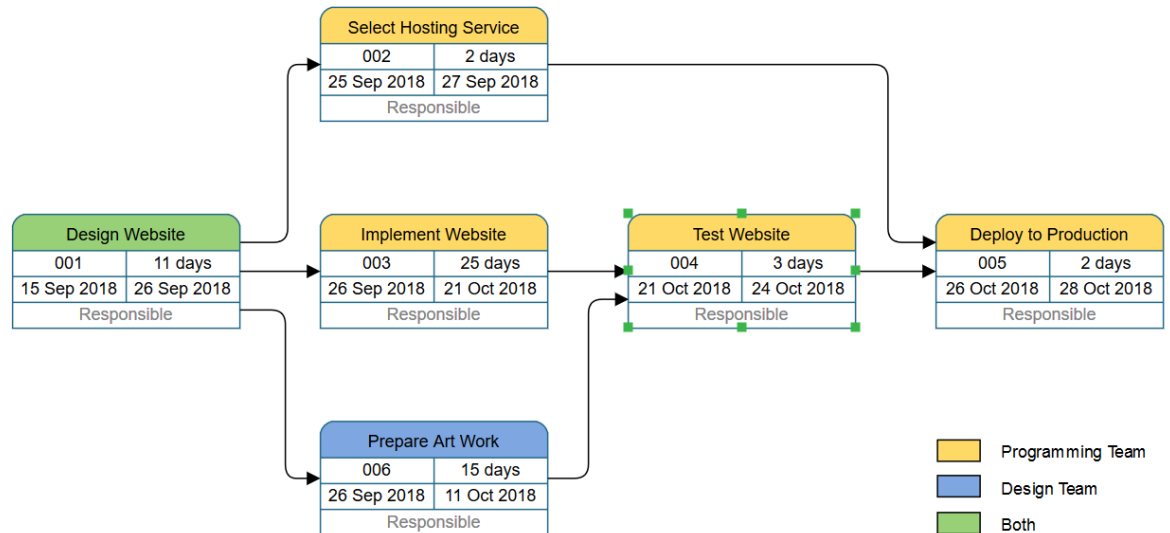 Select Hosting Service
002 2 days
25 Sep 2018 27 Sep 2018
Responsible
Design Website
001 11 days
15 Sep 2018 26 Sep 2018
Responsible
Implement Website
003 25 days
26 Sep 2018 21 Oct 2018
Responsible
Test Website
004 3 days
21 Oct 2018 24 Oct 2018
Responsible
Deploy to Production
005 2 days
26 Oct 2018 28 Oct 2018
Responsible
Prepare Art Work
006 15 days
26 Sep 2018 11 Oct 2018
Responsible
Programming Team
Design Team
Both